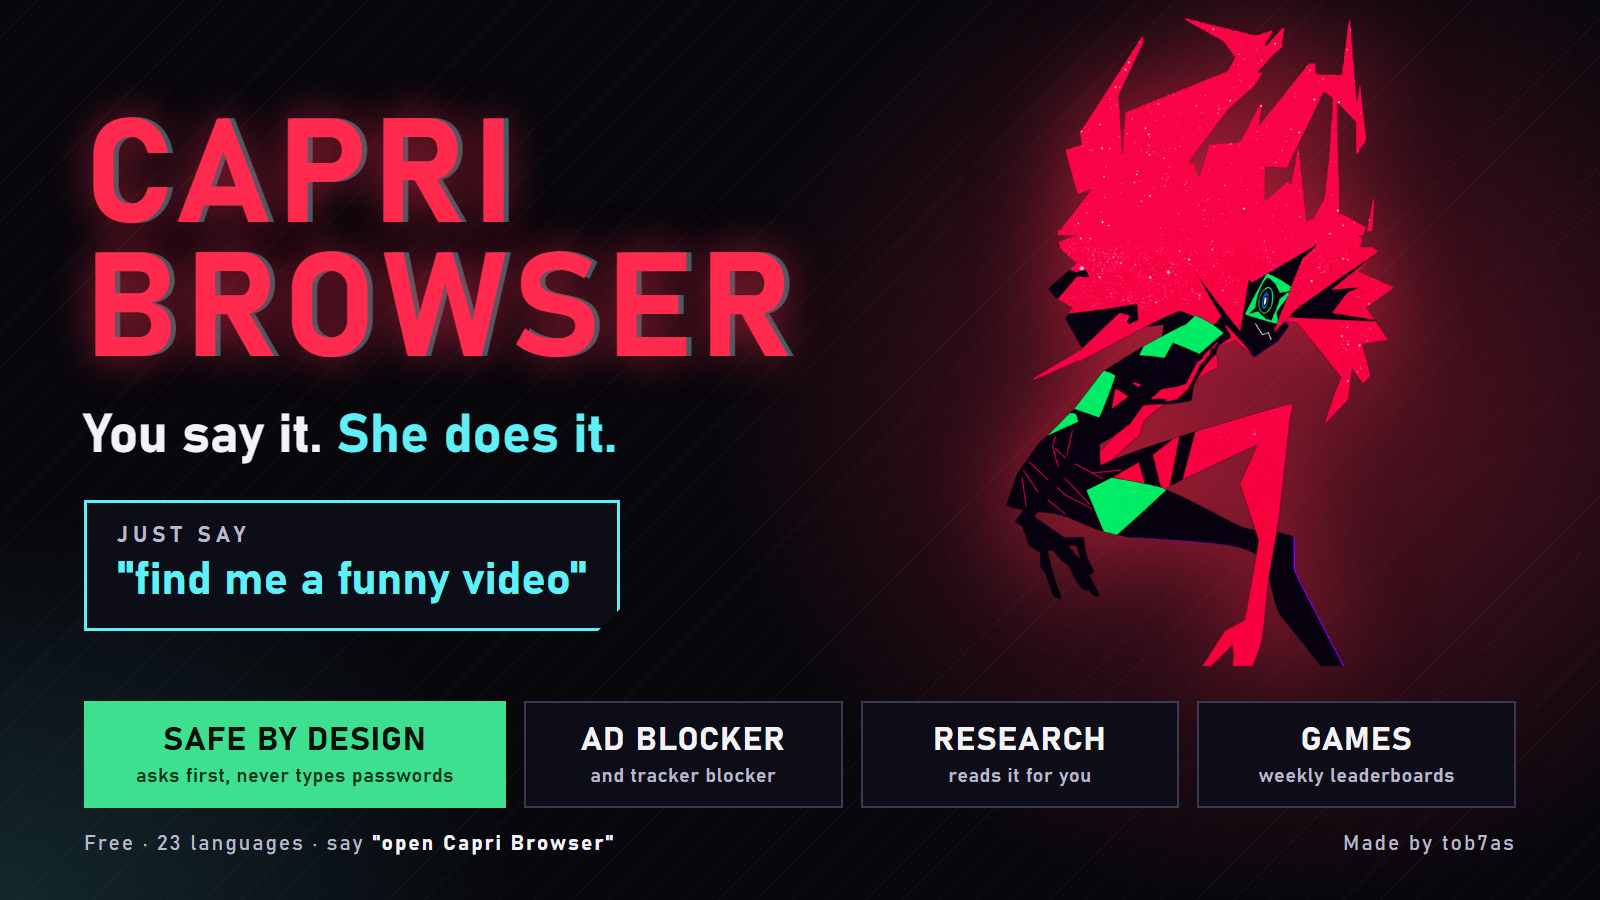 CAPRI
BROWSER
You say it. She does it.
JUST SAY
"find me a funny video"
SAFE BY DESIGN
asks first, never types passwords
AD BLOCKER
and tracker blocker
RESEARCH
reads it for you
GAMES
weekly leaderboards
Free · 23 languages · say "open Capri Browser"
Made by tob7as